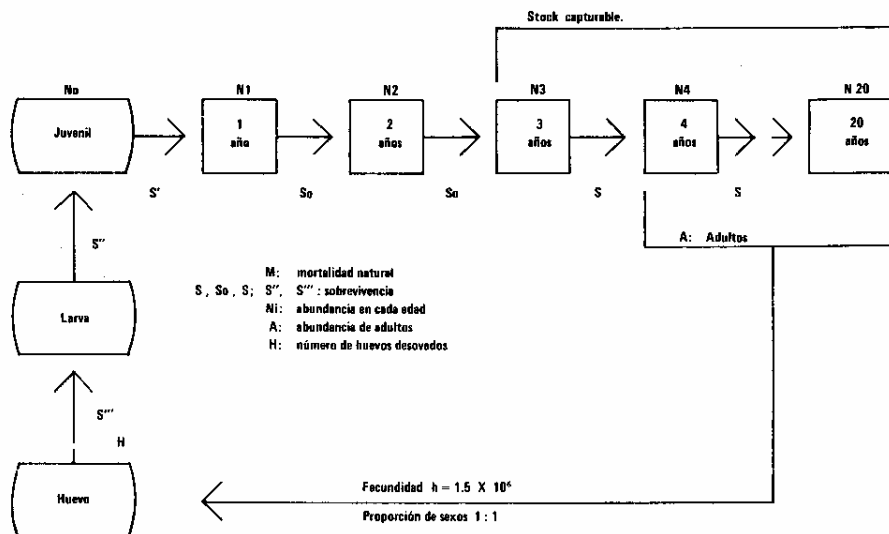 Stock capturable.
No
N1
N2
N3
N4
N 20
Juvenil
1 año
2 años
3 años
4 años
20 años
S'
So
So
S
S
S''
A: Adultos
Larva
M: mortalidad natural
S , So , S; S'', S''' : sobrevivencia
Ni: abundancia en cada edad
A: abundancia de adultos
H: número de huevos desovados
S'''
H
Huevo
Fecundidad h = 1.5 X 10⁶
Proporción de sexos 1 : 1